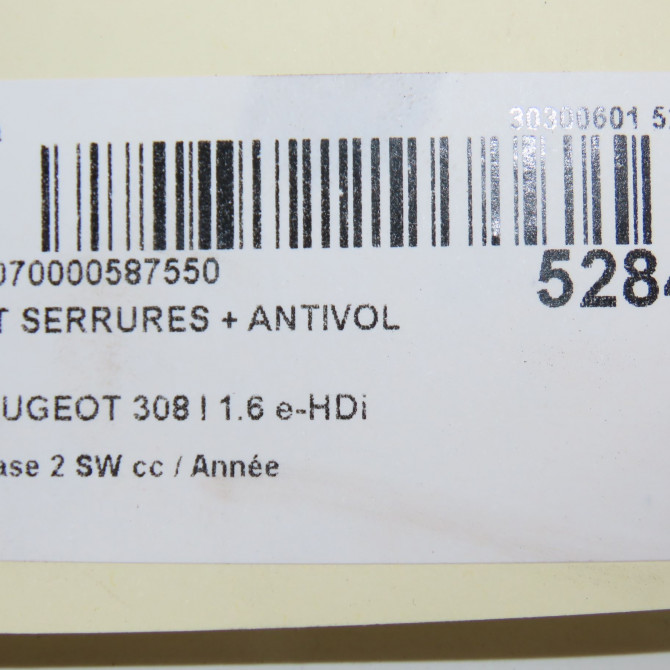 30300601 5
070000587550
5284
T SERRURES + ANTIVOL
UGEOT 308 I 1.6 e-HDi
ase 2 SW cc / Année